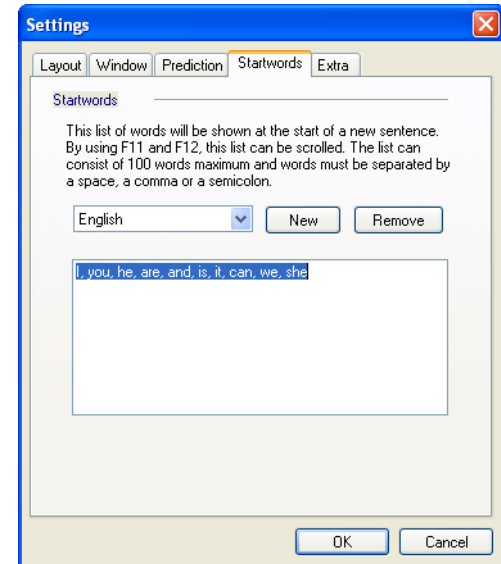 Settings
Layout Window Prediction Startwords Extra
Startwords
This list of words will be shown at the start of a new sentence.
By using F11 and F12, this list can be scrolled. The list can
consist of 100 words maximum and words must be separated by
a space, a comma or a semicolon.
English New Remove
I, you, he, are, and, is, it, can, we, she
OK Cancel